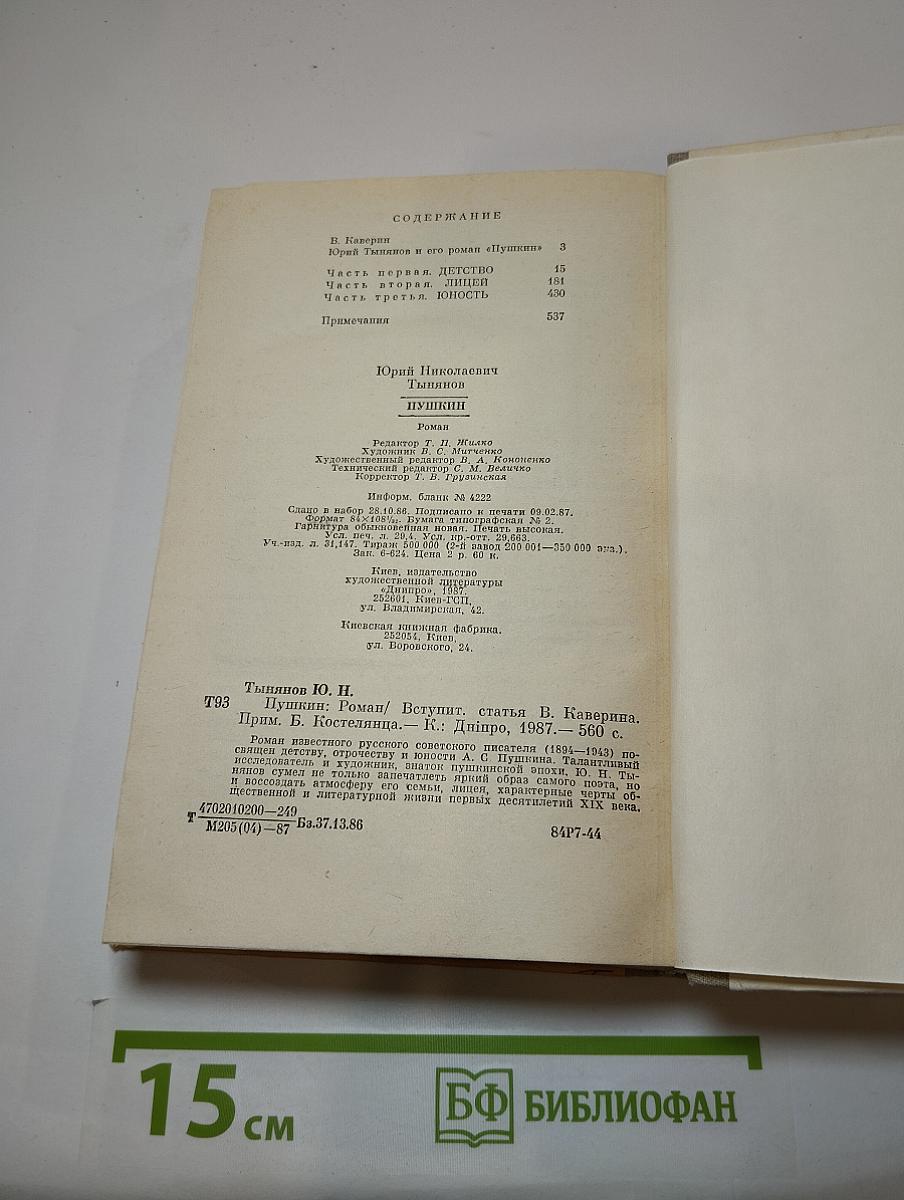 СОДЕРЖАНИЕ
В. Каверин
Юрий Тынянов и его роман «Пушкин» 3
Часть первая. ДЕТСТВО 15
Часть вторая. ЛИЦЕЙ 181
Часть третья. ЮНОСТЬ 430
Примечания 537
Юрий Николаевич
Тынянов
ПУШКИН
Роман
Редактор Т. П. Жилко
Художник В. С. Митченко
Художественный редактор В. А. Кононенко
Технический редактор С. М. Величко
Корректор Т. В. Грузинская
Информ. бланк № 4222
Сдано в набор 28.10.86. Подписано к печати 09.02.87.
Формат 84×108¹/₃₂. Бумага типографская № 2.
Гарнитура обыкновенная новая. Печать высокая.
Усл. печ. л. 29,4. Усл. кр.-отт. 29,663.
Уч.-изд. л. 31,147. Тираж 500 000 (2-й завод 200 001—350 000 экз.).
Зак. 6-624. Цена 2 р. 60 к.
Киев, издательство
художественной литературы
«Дніпро», 1987.
252601, Киев-ГСП,
ул. Владимирская, 42.
Киевская книжная фабрика.
252054, Киев,
ул. Воровского, 24.
Тынянов Ю. Н.
Т93 Пушкин: Роман/ Вступит. статья В. Каверина.
Прим. Б. Костелянца.— К.: Дніпро, 1987.— 560 с.
Роман известного русского советского писателя (1894—1943) по-
священ детству, отрочеству и юности А. С. Пушкина. Талантливый
исследователь и художник, знаток пушкинской эпохи, Ю. Н. Ты-
нянов сумел не только запечатлеть яркий образ самого поэта, но
и воссоздать атмосферу его семьи, лицея, характерные черты об-
щественной и литературной жизни первых десятилетий XIX века.
Т 4702010200—249
М205(04)—87 Бз.37.13.86 84Р7-44
15 см БФ БИБЛИОФАН